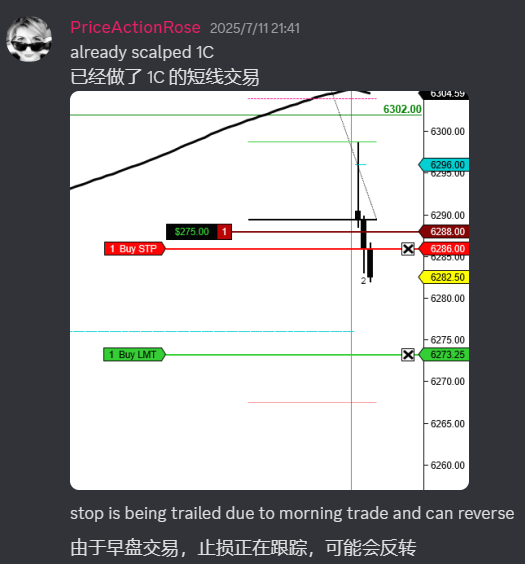 PriceActionRose 2025/7/11 21:41
already scalped 1C
已经做了 1C 的短线交易
6304.59
6302.00
6300.00
6296.00
6295.00
6290.00
$275.00 1 6288.00
1 Buy STP 6286.00
6285.00
6282.50
2
6280.00
6275.00
1 Buy LMT 6273.25
6270.00
6265.00
6260.00
stop is being trailed due to morning trade and can reverse
由于早盘交易，止损正在跟踪，可能会反转